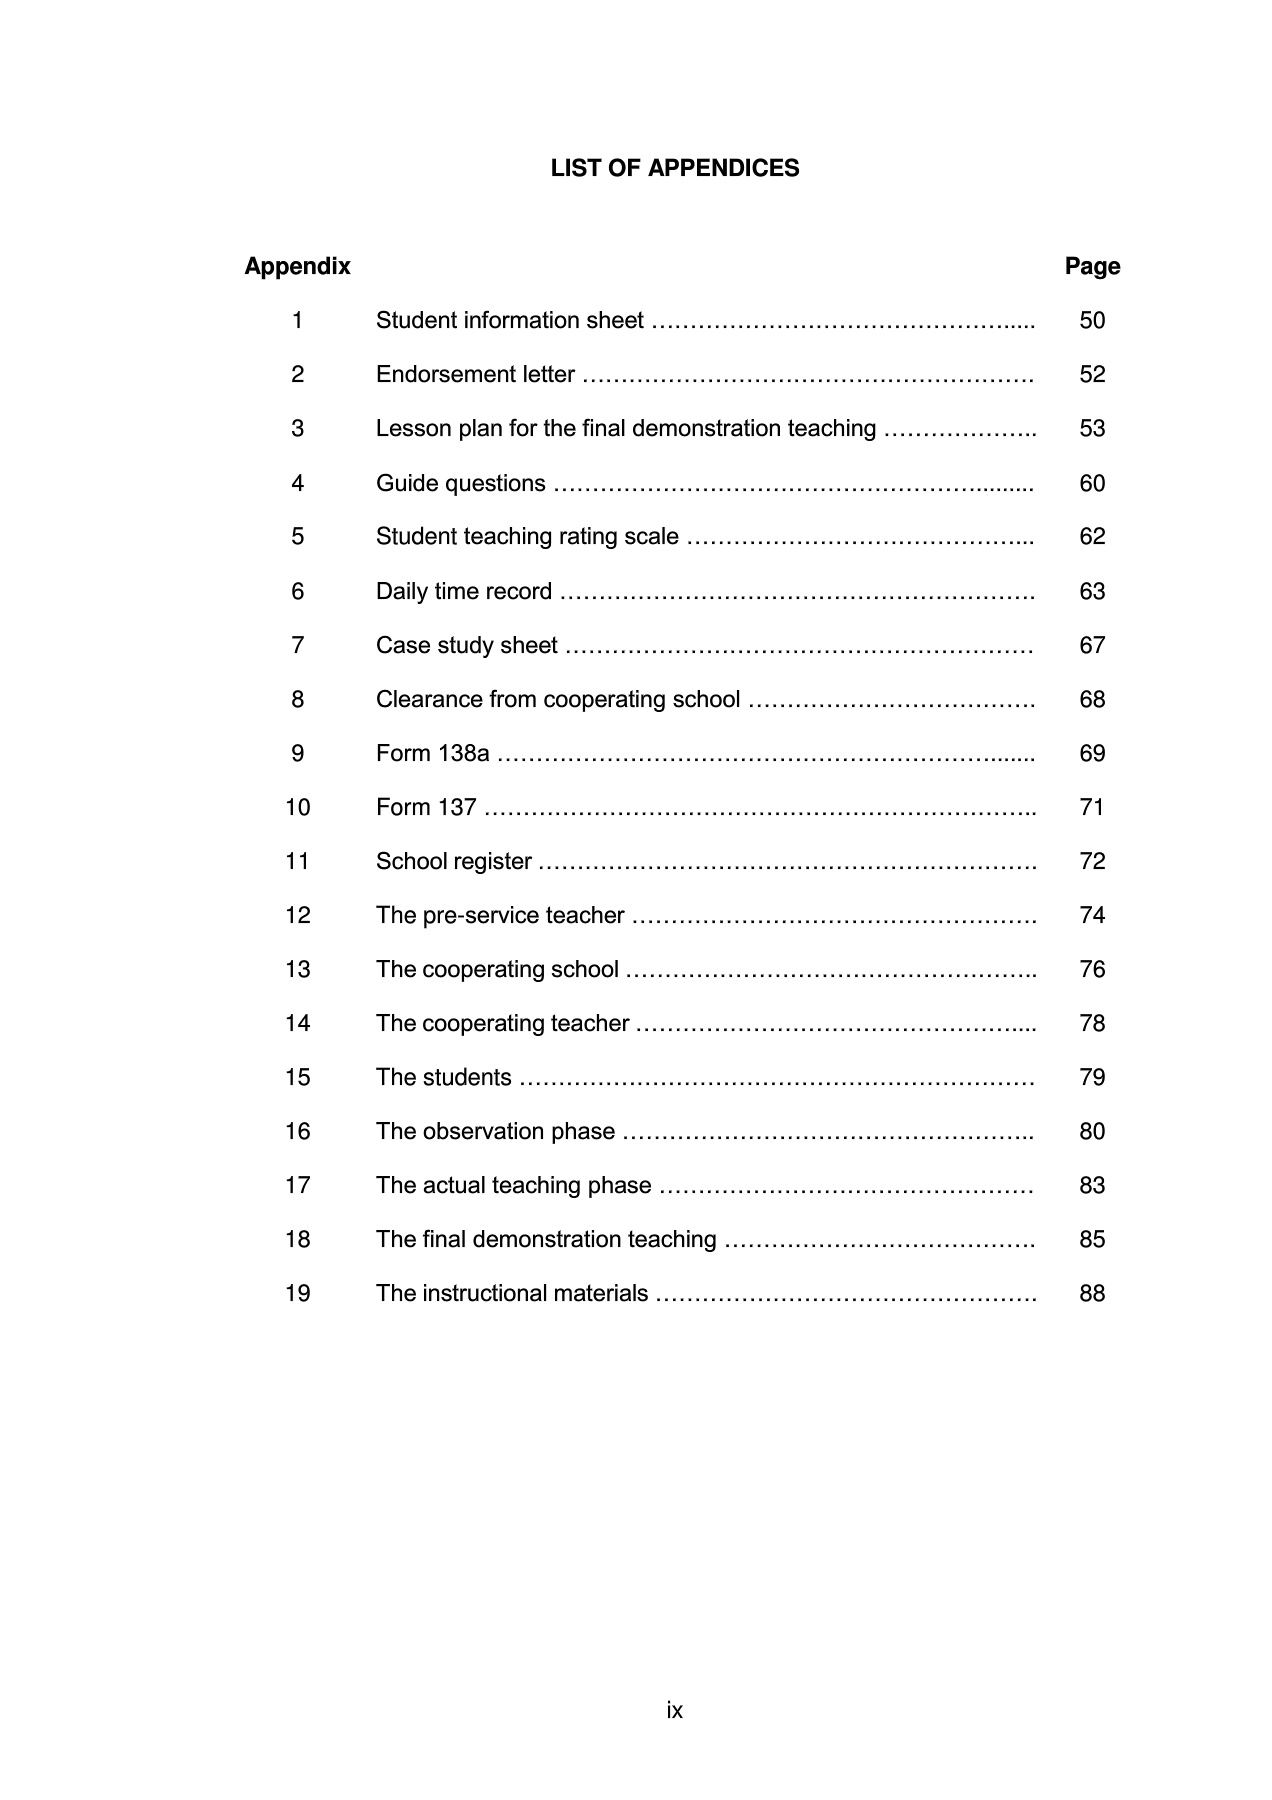 LIST OF APPENDICES
Appendix Page
1 Student information sheet ………………………………………..... 50
2 Endorsement letter …………………………………………………. 52
3 Lesson plan for the final demonstration teaching ……………….. 53
4 Guide questions ………………………………………………......... 60
5 Student teaching rating scale ……………………………………... 62
6 Daily time record ……………………………………………………. 63
7 Case study sheet …………………………………………………… 67
8 Clearance from cooperating school ………………………………. 68
9 Form 138a ………………………………………………………....... 69
10 Form 137 …………………………………………………………….. 71
11 School register ………………………………………………………. 72
12 The pre-service teacher ……………………………………………. 74
13 The cooperating school …………………………………………….. 76
14 The cooperating teacher ………………………………………….... 78
15 The students ………………………………………………………… 79
16 The observation phase …………………………………………….. 80
17 The actual teaching phase ………………………………………… 83
18 The final demonstration teaching …………………………………. 85
19 The instructional materials …………………………………………. 88
ix